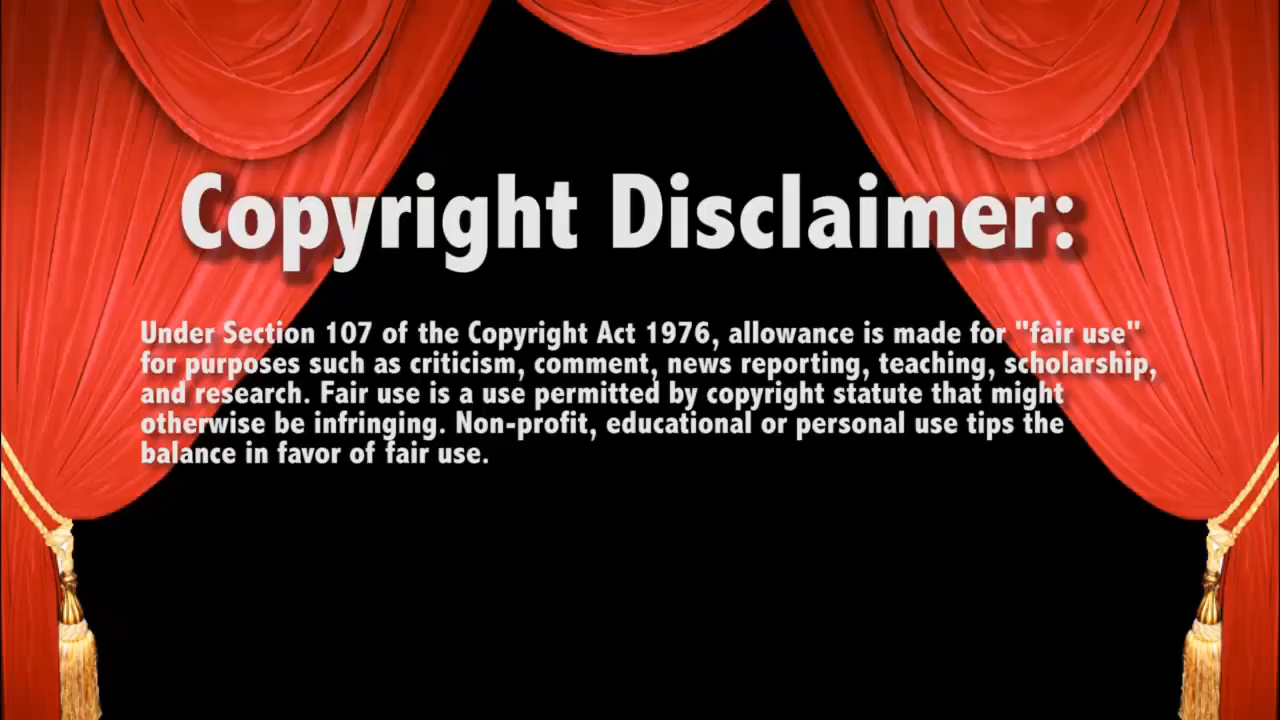 Copyright Disclaimer:
Under Section 107 of the Copyright Act 1976, allowance is made for "fair use"
for purposes such as criticism, comment, news reporting, teaching, scholarship,
and research. Fair use is a use permitted by copyright statute that might
otherwise be infringing. Non-profit, educational or personal use tips the
balance in favor of fair use.